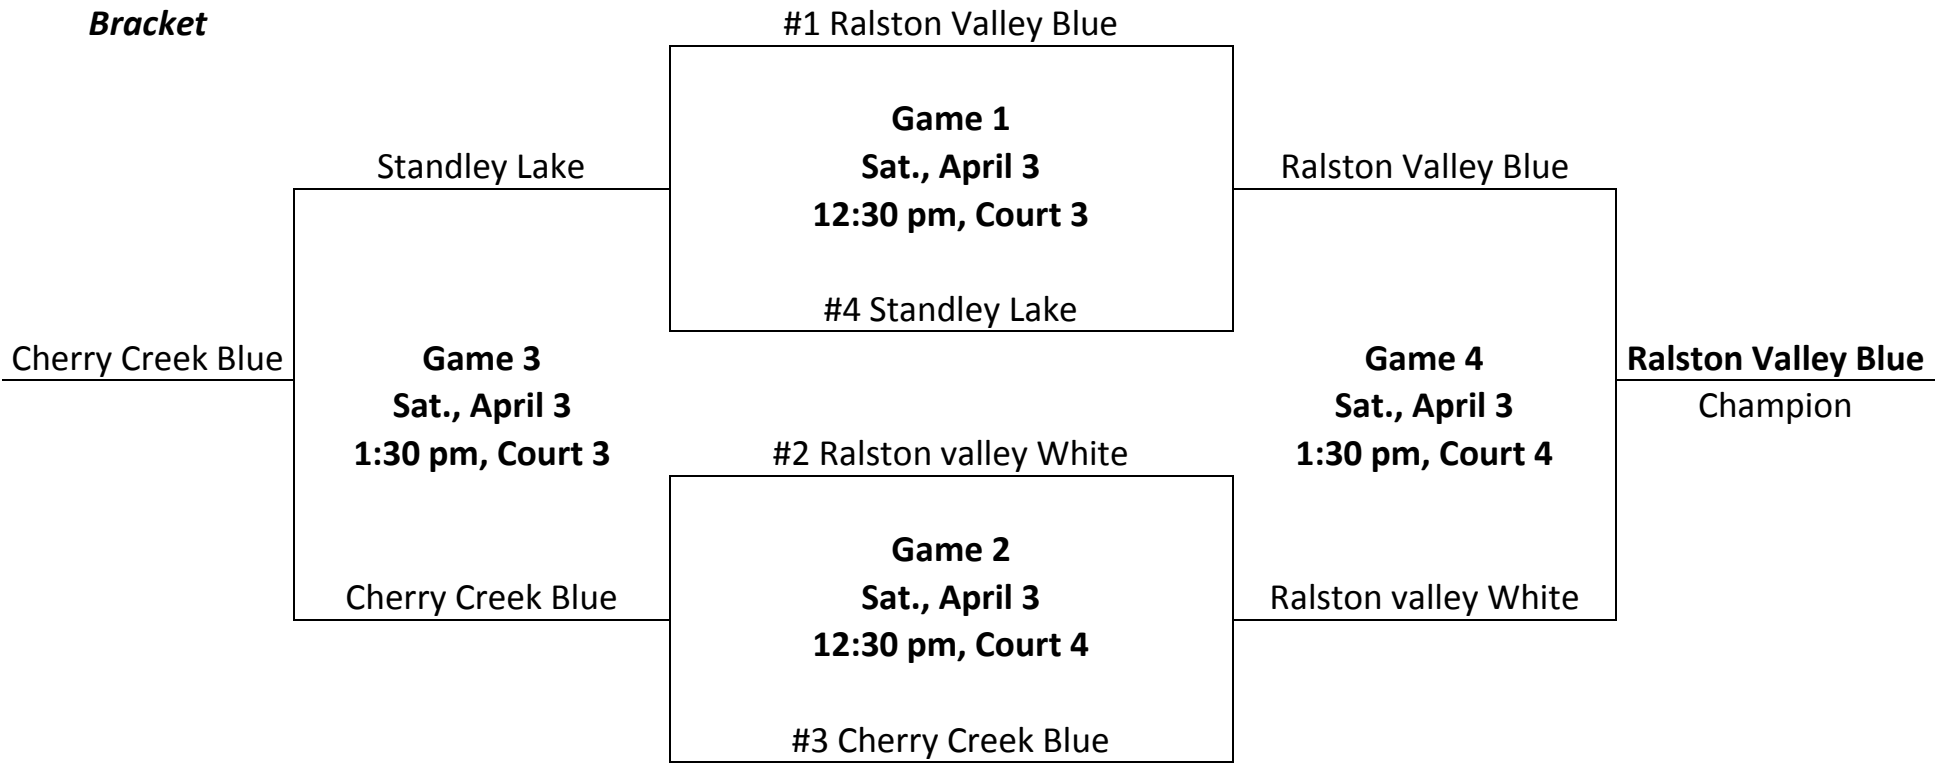 Bracket
#1 Ralston Valley Blue
Game 1
Sat., April 3
12:30 pm, Court 3
Standley Lake
Ralston Valley Blue
#4 Standley Lake
Cherry Creek Blue
Game 3
Sat., April 3
1:30 pm, Court 3
Game 4
Sat., April 3
1:30 pm, Court 4
Ralston Valley Blue
Champion
#2 Ralston valley White
Game 2
Sat., April 3
12:30 pm, Court 4
Cherry Creek Blue
Ralston valley White
#3 Cherry Creek Blue